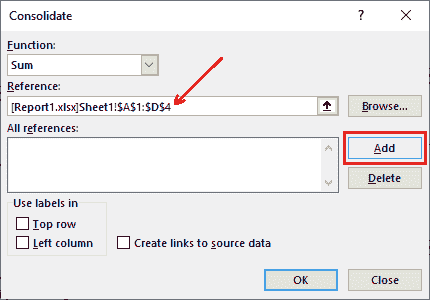 Consolidate
Function:
Sum
Reference:
[Report1.xlsx]Sheet1!$A$1:$D$4
Browse...
All references:
Add
Delete
Use labels in
Top row
Left column
Create links to source data
OK
Close